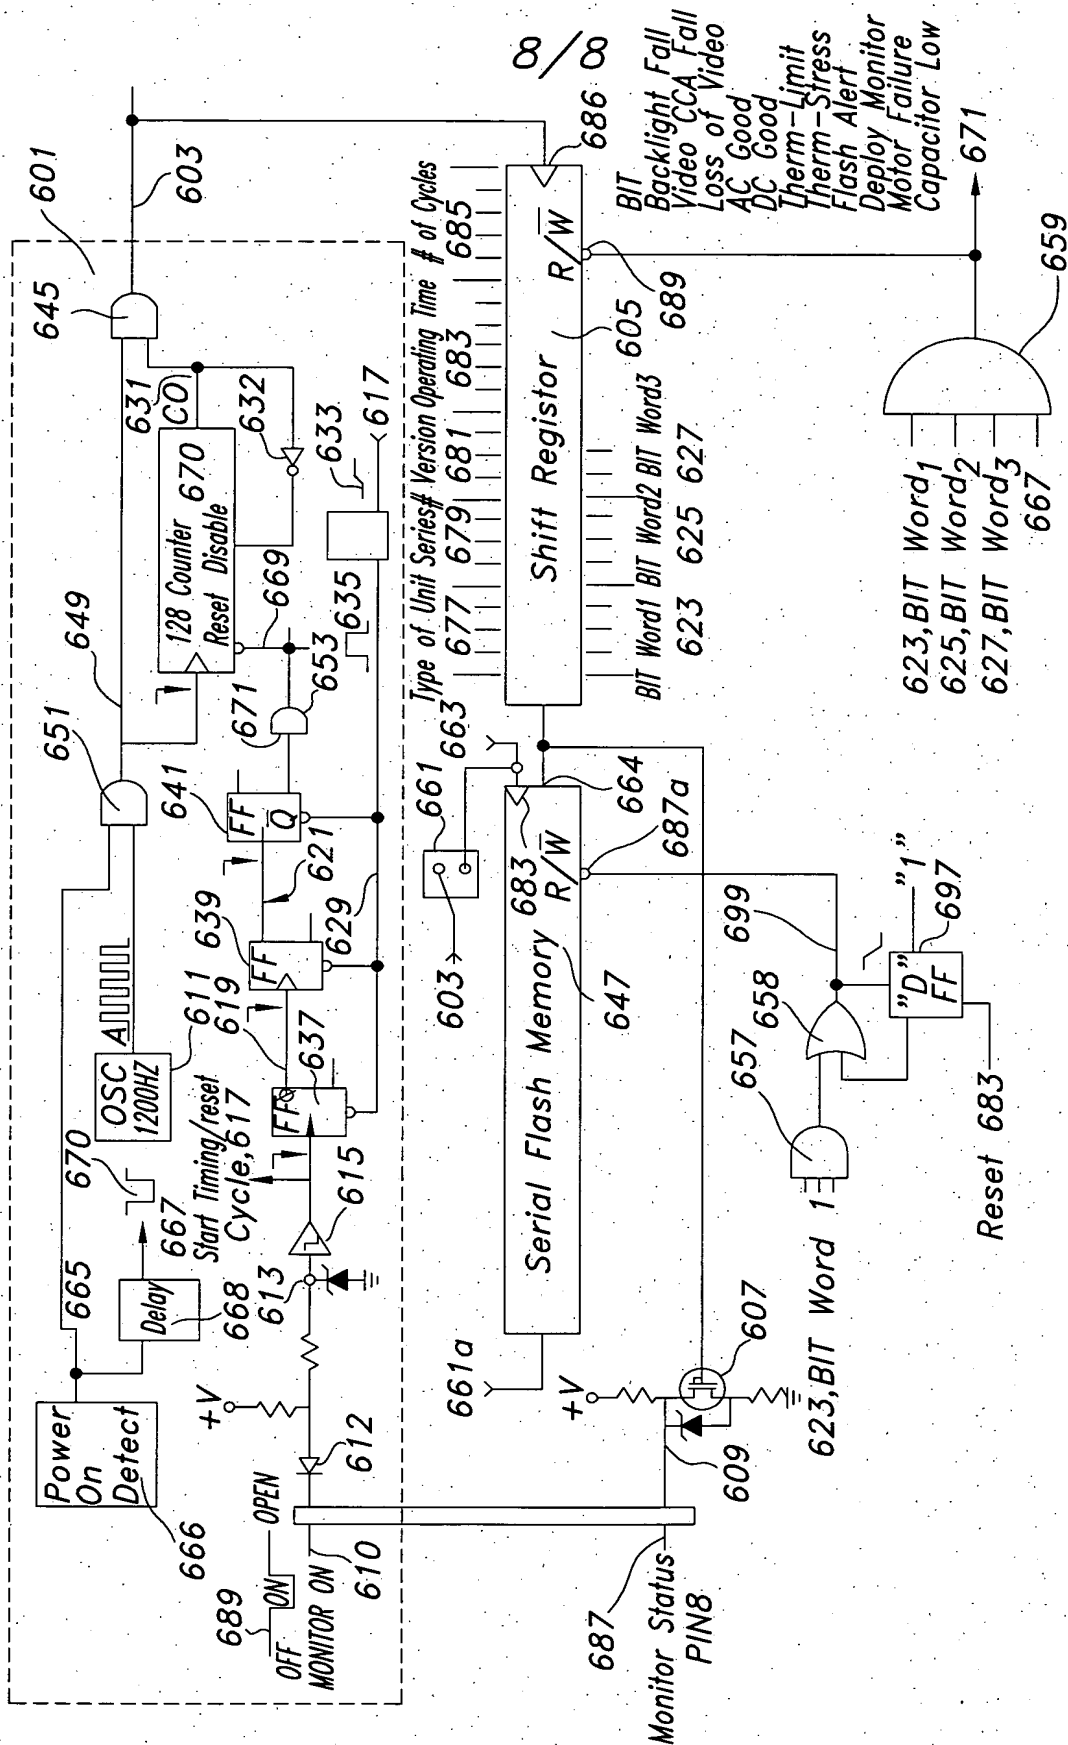 8/8
601
603
645
631
CO
632
633
617
649
128 Counter 670
Reset Disable
669
635
653
671
651
641
FF
Q̅
621
639
FF
629
A
OSC
1200HZ
611
619
637
FF
670
Start Timing/reset
Cycle,617
615
613
667
668
Delay
665
Power
On
Detect
666
+V
612
OPEN
ON
OFF
689
MONITOR ON
610
Type of Unit Series# Version Operating Time # of Cycles
677
679
681
683
685
686
R/W̅
689
605
Shift Register
BIT Word1 BIT Word2 BIT Word3
623
625
627
BIT
Backlight Fall
Video CCA Fall
Loss of Video
AC Good
DC Good
Therm-Limit
Therm-Stress
Flash Alert
Deploy Monitor
Motor Failure
Capacitor Low
671
659
623,BIT Word1
625,BIT Word2
627,BIT Word3
667
663
661
664
603
683
R/W̅
687a
Serial Flash Memory
647
661a
699
"1"
697
"D"
FF
658
657
Reset 683
623,BIT Word 1
+V
607
609
687
Monitor Status
PIN8